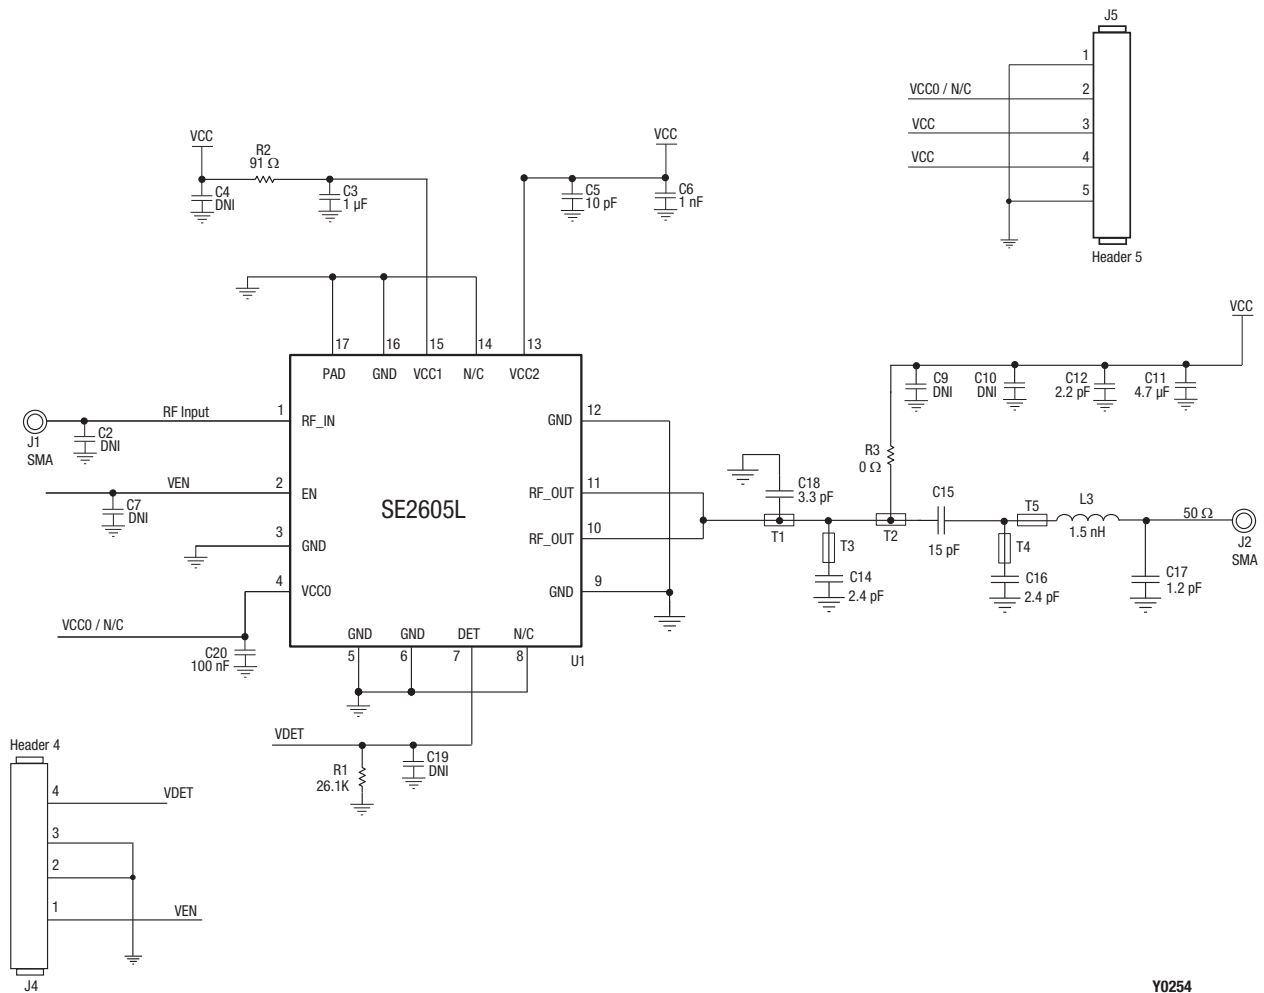 J5
1
VCC0 / N/C 2
VCC 3
VCC 4
5
Header 5
VCC
R2
91 Ω
C4
DNI
C3
1 µF
VCC
C5
10 pF
C6
1 nF
17 16 15 14 13
PAD GND VCC1 N/C VCC2
J1
SMA
C2
DNI
RF Input
1 RF_IN
VEN
C7
DNI
2 EN
3 GND
4 VCC0
VCC0 / N/C
C20
100 nF
SE2605L
GND 12
RF_OUT 11
RF_OUT 10
GND 9
GND GND DET N/C
5 6 7 8
U1
VDET
R1
26.1K
C19
DNI
VCC
C9
DNI
C10
DNI
C12
2.2 pF
C11
4.7 µF
R3
0 Ω
C18
3.3 pF
T1
T3
C14
2.4 pF
T2
C15
15 pF
T5
T4
C16
2.4 pF
L3
1.5 nH
C17
1.2 pF
50 Ω
J2
SMA
Header 4
4 VDET
3
2
1 VEN
J4
Y0254